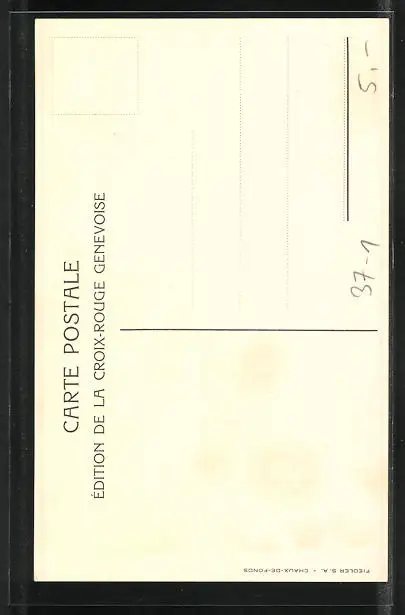 CARTE POSTALE
ÉDITION DE LA CROIX-ROUGE GENEVOISE
5.-
37-1
FIEDLER S.A. - CHAUX-DE-FONDS